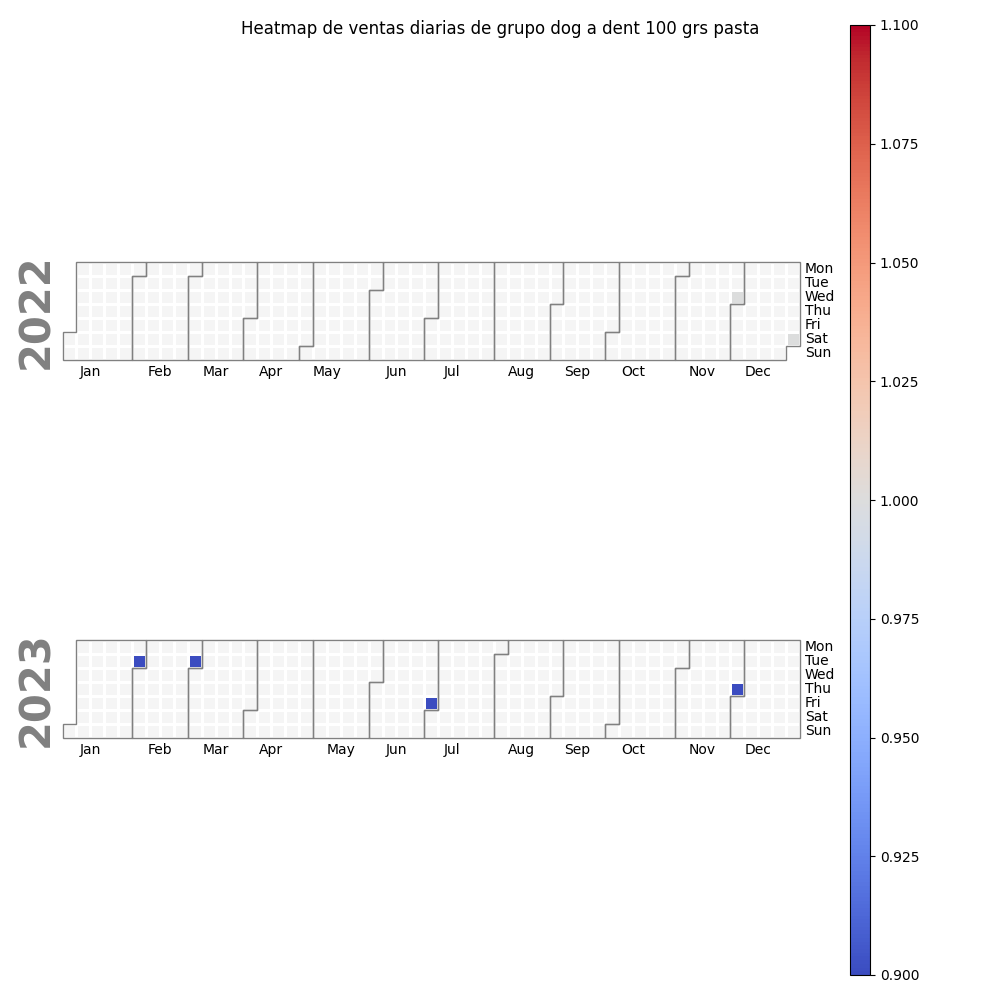 Heatmap de ventas diarias de grupo dog a dent 100 grs pasta
1.100
1.075
1.050
1.025
1.000
0.975
0.950
0.925
0.900
2022
Mon
Tue
Wed
Thu
Fri
Sat
Sun
Jan Feb Mar Apr May Jun Jul Aug Sep Oct Nov Dec
2023
Mon
Tue
Wed
Thu
Fri
Sat
Sun
Jan Feb Mar Apr May Jun Jul Aug Sep Oct Nov Dec